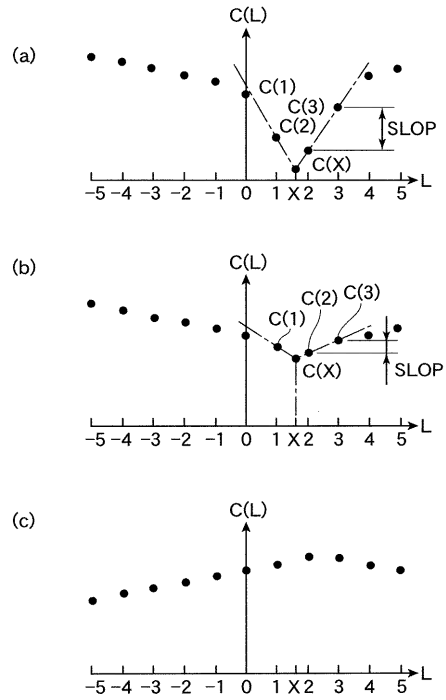 (a)
C(L)
C(1)
C(2)
C(3)
SLOP
C(X)
-5 -4 -3 -2 -1 0 1 X 2 3 4 5 L
(b)
C(L)
C(1)
C(2)
C(3)
C(X)
SLOP
-5 -4 -3 -2 -1 0 1 X 2 3 4 5 L
(c)
C(L)
-5 -4 -3 -2 -1 0 1 X 2 3 4 5 L